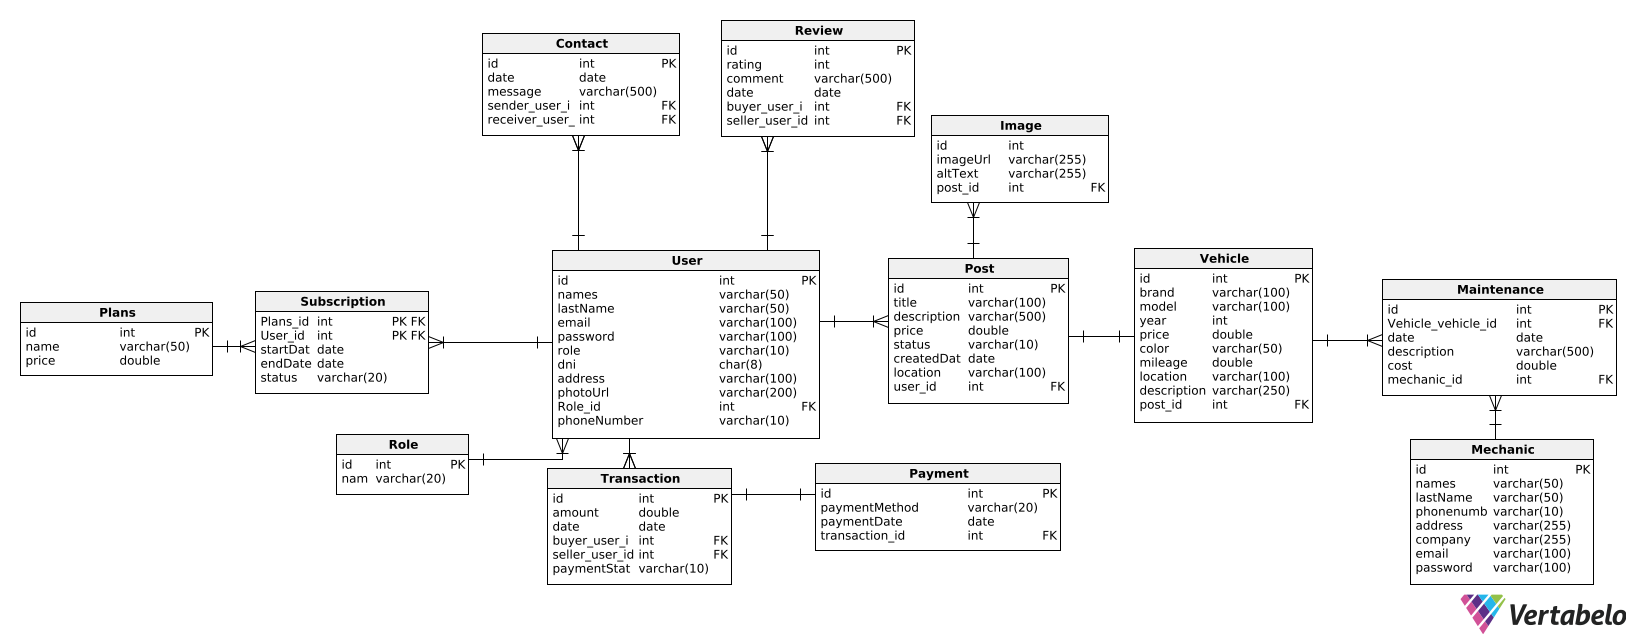 Contact
id int PK
date date
message varchar(500)
sender_user_i int FK
receiver_user_ int FK
Review
id int PK
rating int
comment varchar(500)
date date
buyer_user_i int FK
seller_user_id int FK
Image
id int
imageUrl varchar(255)
altText varchar(255)
post_id int FK
Plans
id int PK
name varchar(50)
price double
Subscription
Plans_id int PK FK
User_id int PK FK
startDat date
endDate date
status varchar(20)
User
id int PK
names varchar(50)
lastName varchar(50)
email varchar(100)
password varchar(100)
role varchar(10)
dni char(8)
address varchar(100)
photoUrl varchar(200)
Role_id int FK
phoneNumber varchar(10)
Post
id int PK
title varchar(100)
description varchar(500)
price double
status varchar(10)
createdDat date
location varchar(100)
user_id int FK
Vehicle
id int PK
brand varchar(100)
model varchar(100)
year int
price double
color varchar(50)
mileage double
location varchar(100)
description varchar(250)
post_id int FK
Maintenance
id int PK
Vehicle_vehicle_id int FK
date date
description varchar(500)
cost double
mechanic_id int FK
Role
id int PK
nam varchar(20)
Transaction
id int PK
amount double
date date
buyer_user_i int FK
seller_user_id int FK
paymentStat varchar(10)
Payment
id int PK
paymentMethod varchar(20)
paymentDate date
transaction_id int FK
Mechanic
id int PK
names varchar(50)
lastName varchar(50)
phonenumb varchar(10)
address varchar(255)
company varchar(255)
email varchar(100)
password varchar(100)
Vertabelo